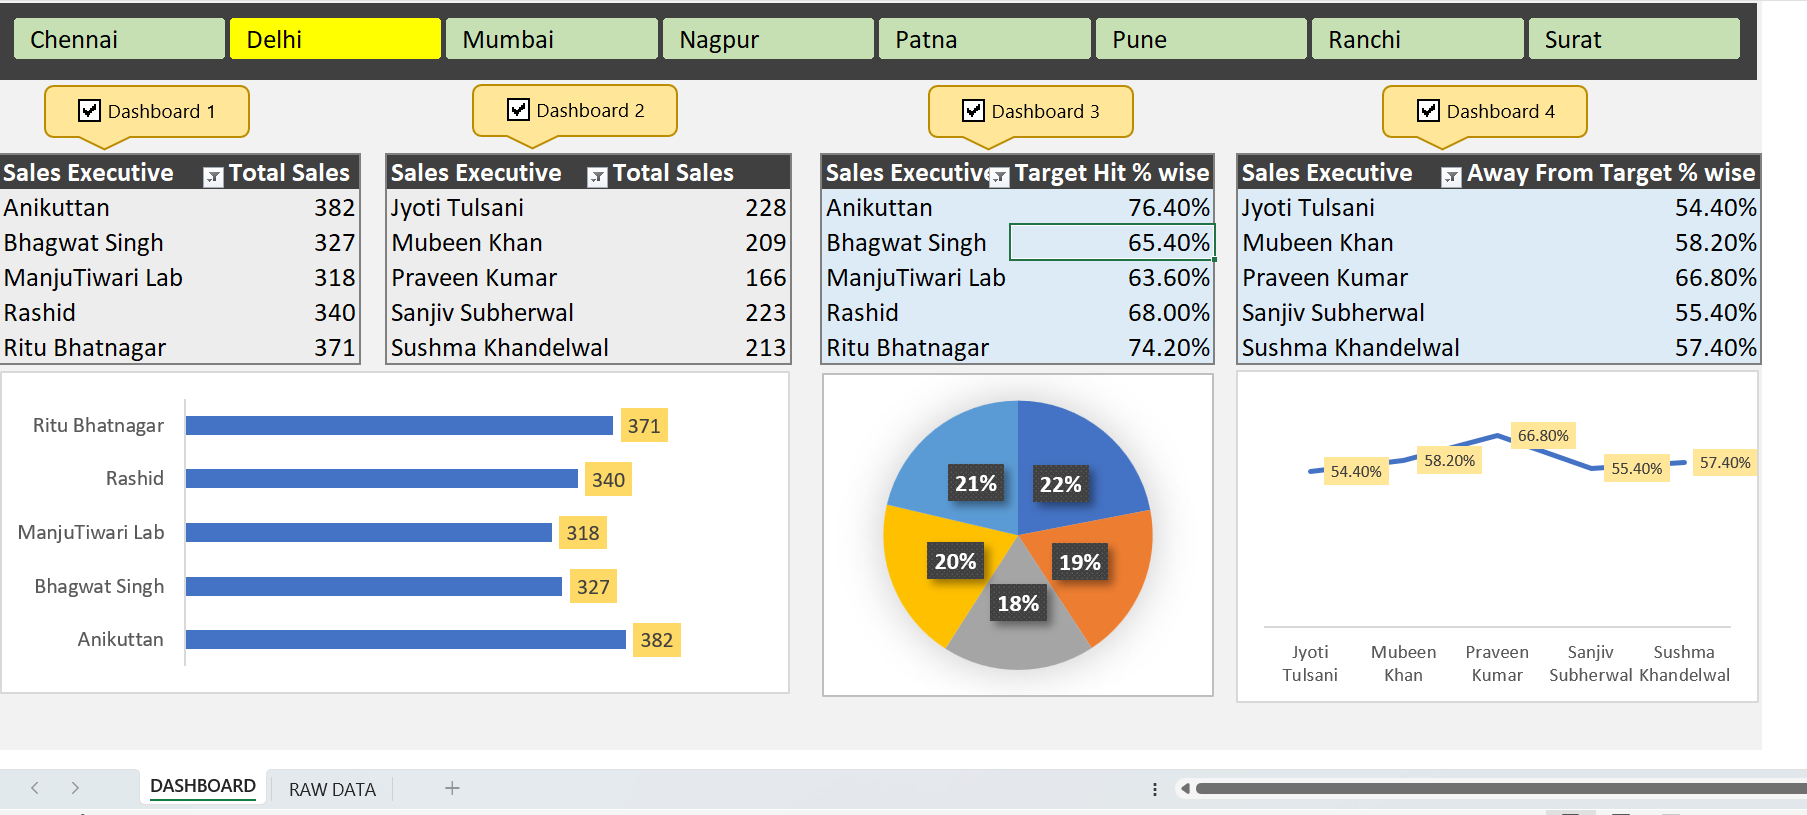 Chennai Delhi Mumbai Nagpur Patna Pune Ranchi Surat
Dashboard 1 Dashboard 2 Dashboard 3 Dashboard 4
Sales Executive Total Sales
Anikuttan 382
Bhagwat Singh 327
ManjuTiwari Lab 318
Rashid 340
Ritu Bhatnagar 371
Sales Executive Total Sales
Jyoti Tulsani 228
Mubeen Khan 209
Praveen Kumar 166
Sanjiv Subherwal 223
Sushma Khandelwal 213
Sales Executive Target Hit % wise
Anikuttan 76.40%
Bhagwat Singh 65.40%
ManjuTiwari Lab 63.60%
Rashid 68.00%
Ritu Bhatnagar 74.20%
Sales Executive Away From Target % wise
Jyoti Tulsani 54.40%
Mubeen Khan 58.20%
Praveen Kumar 66.80%
Sanjiv Subherwal 55.40%
Sushma Khandelwal 57.40%
Ritu Bhatnagar 371
Rashid 340
ManjuTiwari Lab 318
Bhagwat Singh 327
Anikuttan 382
21% 22%
20% 19%
18%
54.40% 58.20% 66.80% 55.40% 57.40%
Jyoti Mubeen Praveen Sanjiv Sushma
Tulsani Khan Kumar Subherwal Khandelwal
DASHBOARD RAW DATA